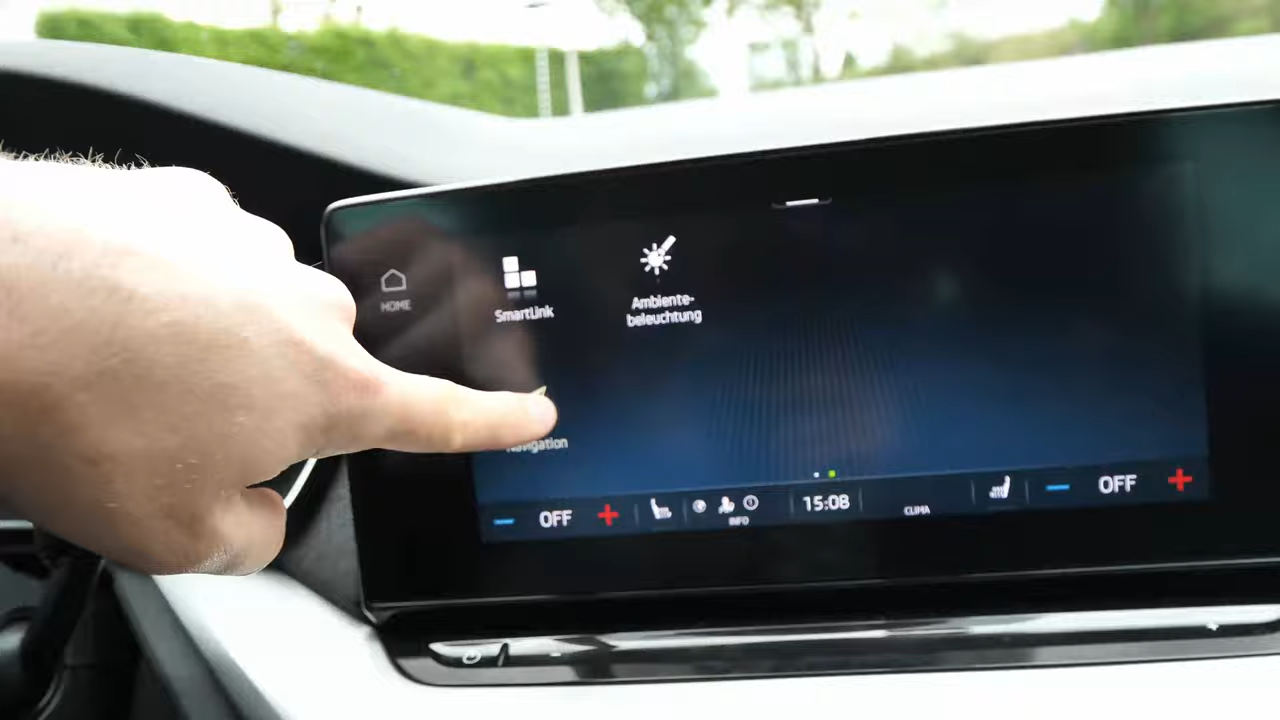 HOME
SmartLink
Ambiente-
beleuchtung
Navigation
OFF
INFO
15:08
CLIMA
OFF